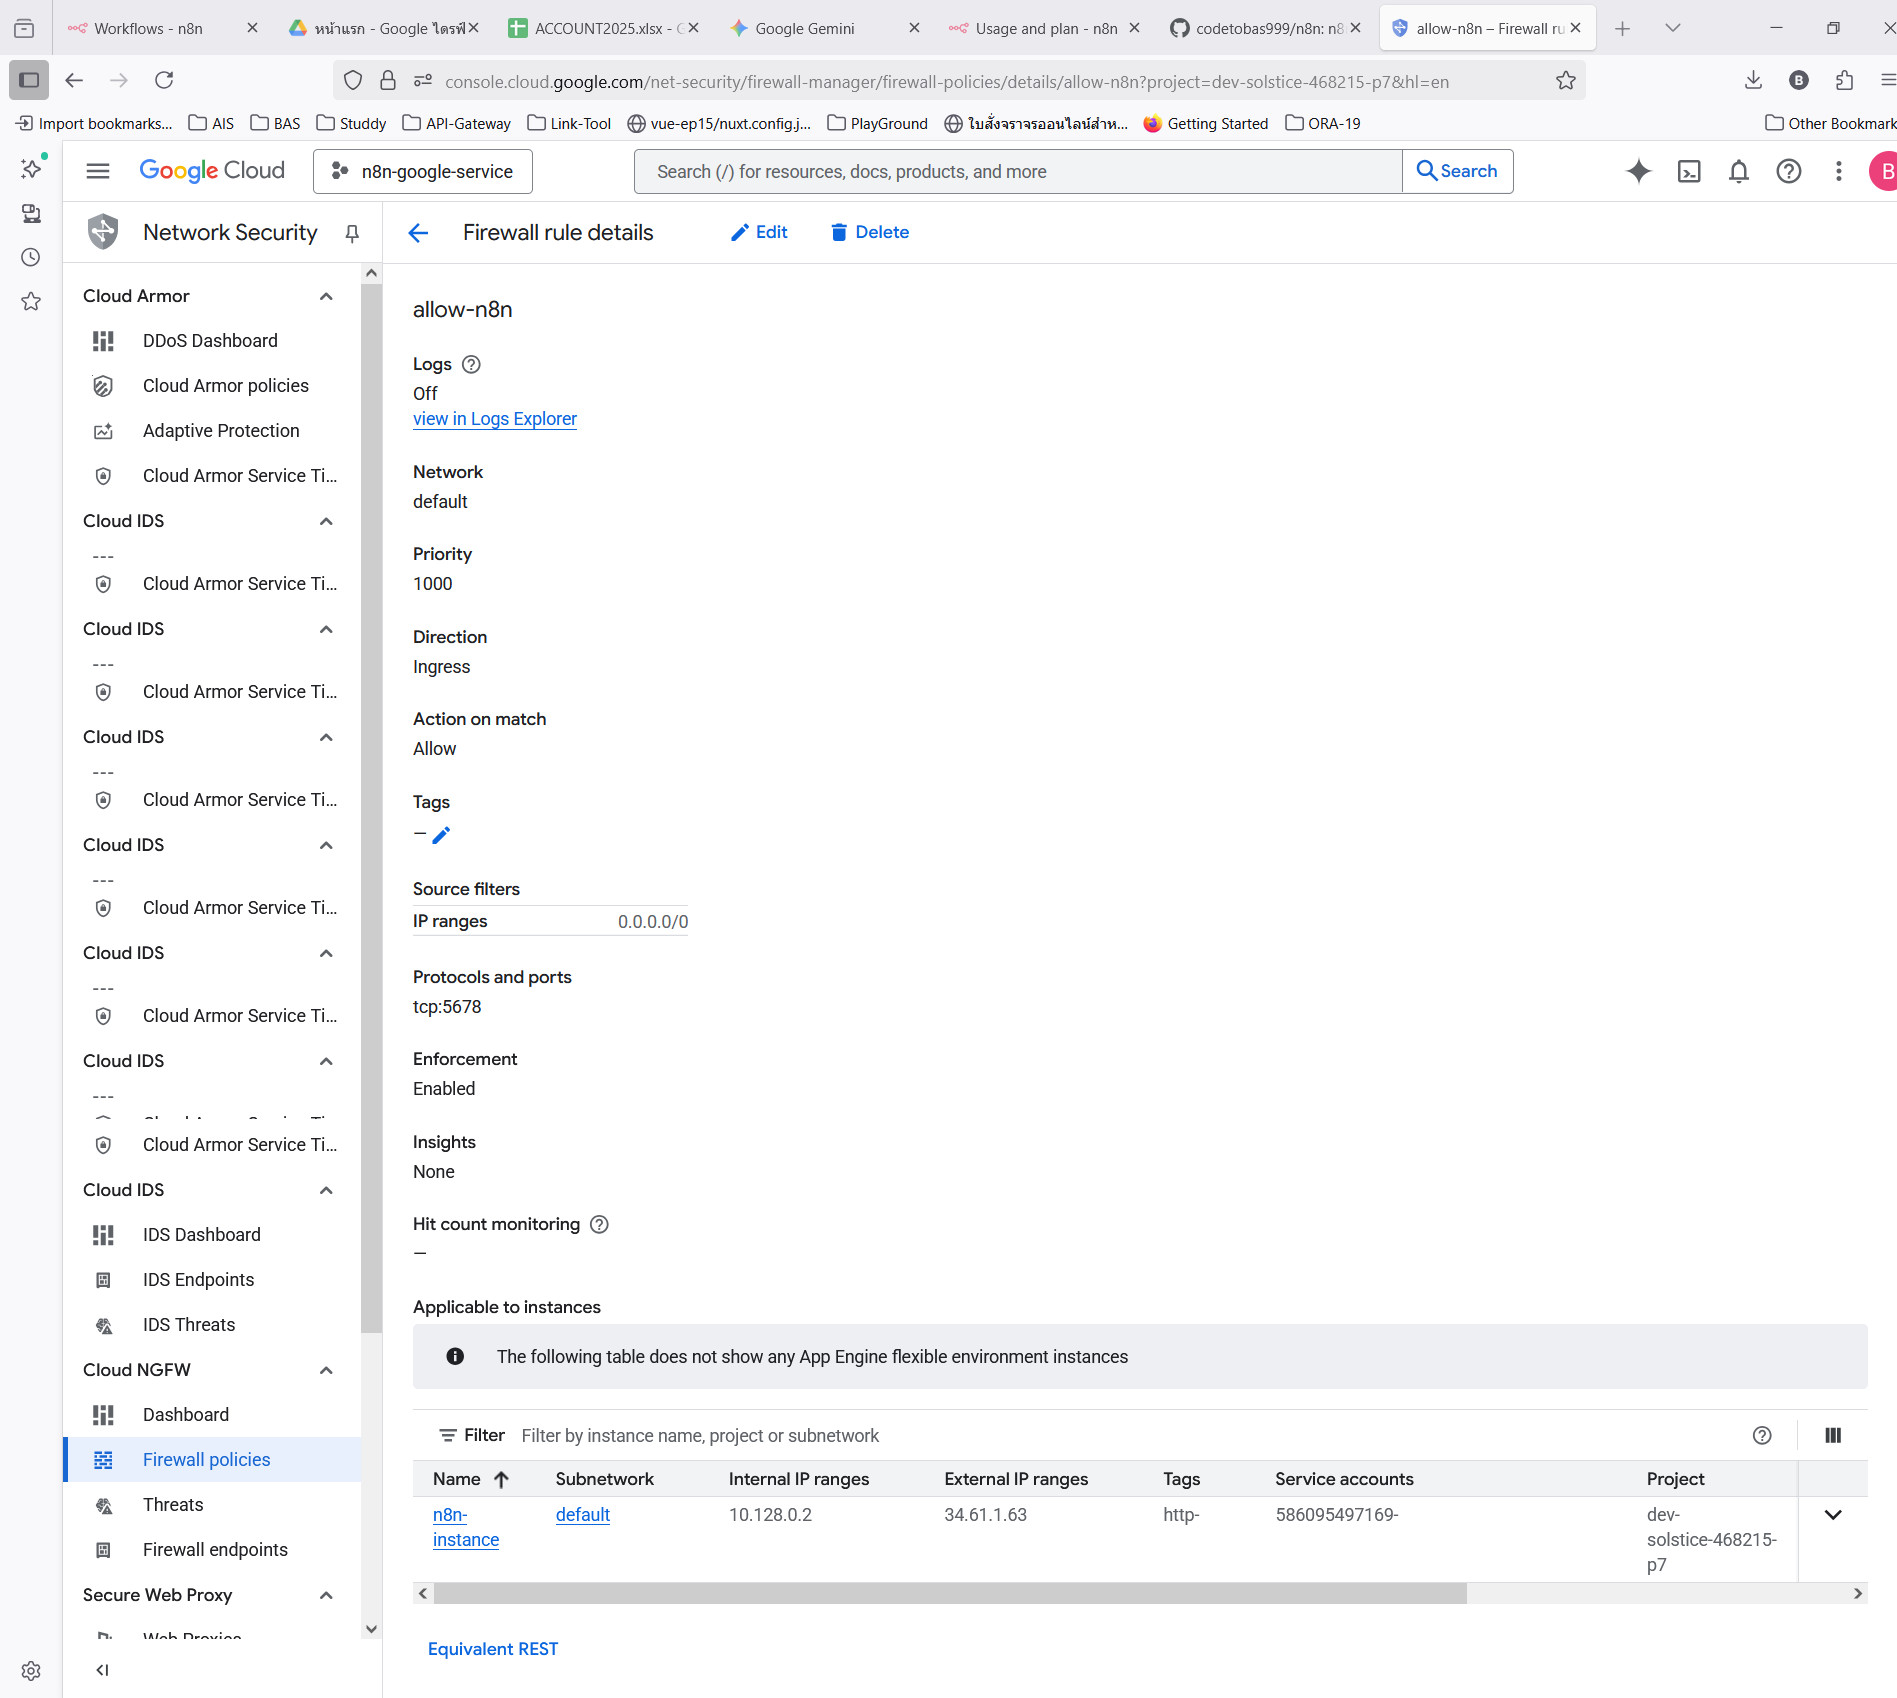 Workflows - n8n
หน้าแรก - Google ไดรฟ์
ACCOUNT2025.xlsx - G
Google Gemini
Usage and plan - n8n
codetobas999/n8n: n8
allow-n8n – Firewall ru
console.cloud.google.com/net-security/firewall-manager/firewall-policies/details/allow-n8n?project=dev-solstice-468215-p7&hl=en
B
Import bookmarks...
AIS
BAS
Studdy
API-Gateway
Link-Tool
vue-ep15/nuxt.config.j...
PlayGround
ใบสั่งจราจรออนไลน์สำห...
Getting Started
ORA-19
Other Bookmark
Google Cloud
n8n-google-service
Search (/) for resources, docs, products, and more
Search
B
Network Security
Firewall rule details
Edit
Delete
Cloud Armor
DDoS Dashboard
Cloud Armor policies
Adaptive Protection
Cloud Armor Service Ti...
Cloud IDS
---
Cloud Armor Service Ti...
Cloud IDS
---
Cloud Armor Service Ti...
Cloud IDS
---
Cloud Armor Service Ti...
Cloud IDS
---
Cloud Armor Service Ti...
Cloud IDS
---
Cloud Armor Service Ti...
Cloud IDS
---
Cloud Armor Service Ti...
Cloud IDS
IDS Dashboard
IDS Endpoints
IDS Threats
Cloud NGFW
Dashboard
Firewall policies
Threats
Firewall endpoints
Secure Web Proxy
Web Proxies
allow-n8n
Logs
Off
view in Logs Explorer
Network
default
Priority
1000
Direction
Ingress
Action on match
Allow
Tags
—
Source filters
IP ranges 0.0.0.0/0
Protocols and ports
tcp:5678
Enforcement
Enabled
Insights
None
Hit count monitoring
—
Applicable to instances
The following table does not show any App Engine flexible environment instances
Filter Filter by instance name, project or subnetwork
Name Subnetwork Internal IP ranges External IP ranges Tags Service accounts Project
n8n- default 10.128.0.2 34.61.1.63 http- 586095497169- dev-
instance solstice-468215-
p7
Equivalent REST